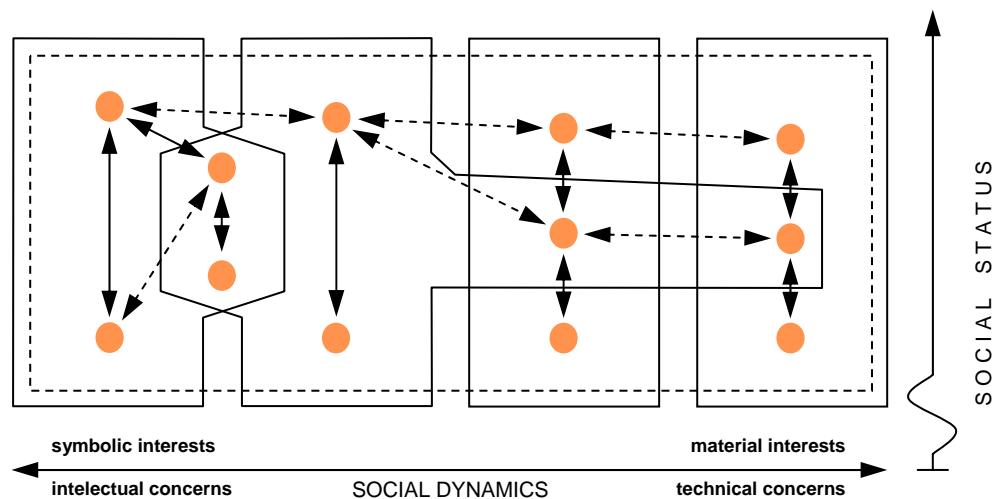 SOCIAL STATUS
symbolic interests
material interests
intelectual concerns
SOCIAL DYNAMICS
technical concerns